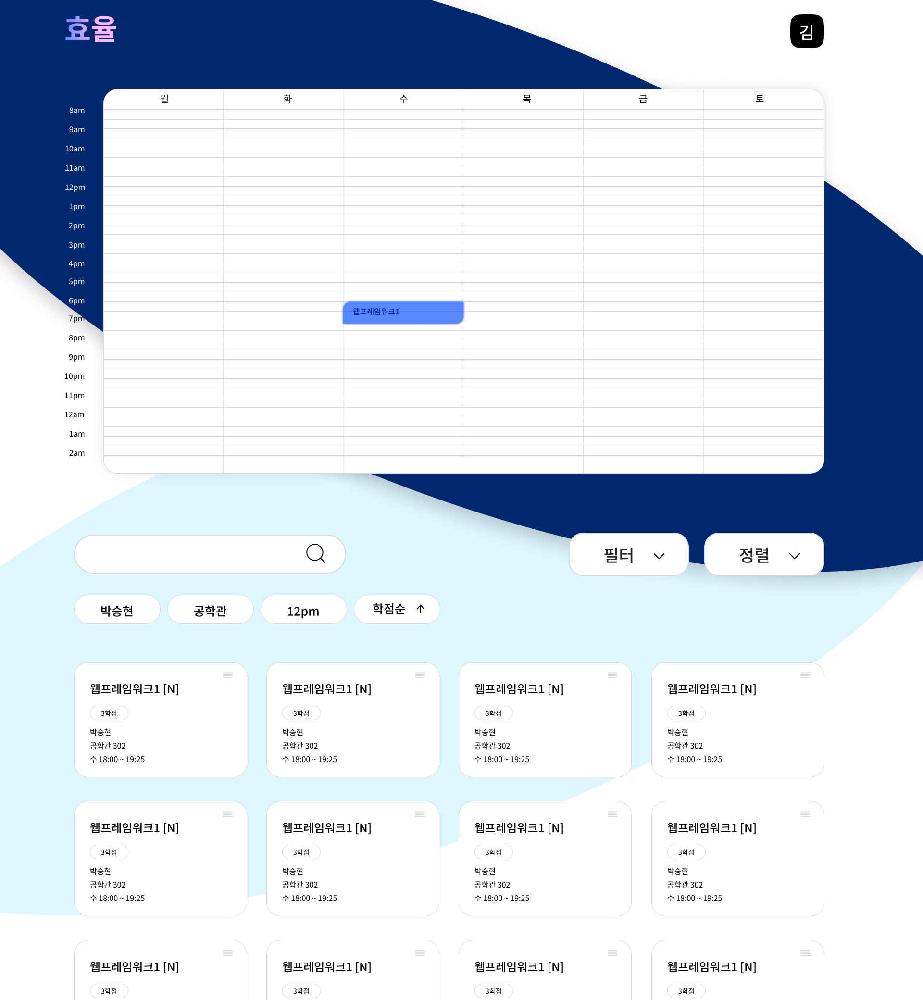 효율
김
월 화 수 목 금 토
8am
9am
10am
11am
12pm
1pm
2pm
3pm
4pm
5pm
6pm
웹프레임워크1
7pm
8pm
9pm
10pm
11pm
12am
1am
2am
필터 정렬
박승현 공학관 12pm 학점순
웹프레임워크1 [N] 웹프레임워크1 [N] 웹프레임워크1 [N] 웹프레임워크1 [N]
3학점 3학점 3학점 3학점
박승현 박승현 박승현 박승현
공학관 302 공학관 302 공학관 302 공학관 302
수 18:00 ~ 19:25 수 18:00 ~ 19:25 수 18:00 ~ 19:25 수 18:00 ~ 19:25
웹프레임워크1 [N] 웹프레임워크1 [N] 웹프레임워크1 [N] 웹프레임워크1 [N]
3학점 3학점 3학점 3학점
박승현 박승현 박승현 박승현
공학관 302 공학관 302 공학관 302 공학관 302
수 18:00 ~ 19:25 수 18:00 ~ 19:25 수 18:00 ~ 19:25 수 18:00 ~ 19:25
웹프레임워크1 [N] 웹프레임워크1 [N] 웹프레임워크1 [N] 웹프레임워크1 [N]
3학점 3학점 3학점 3학점